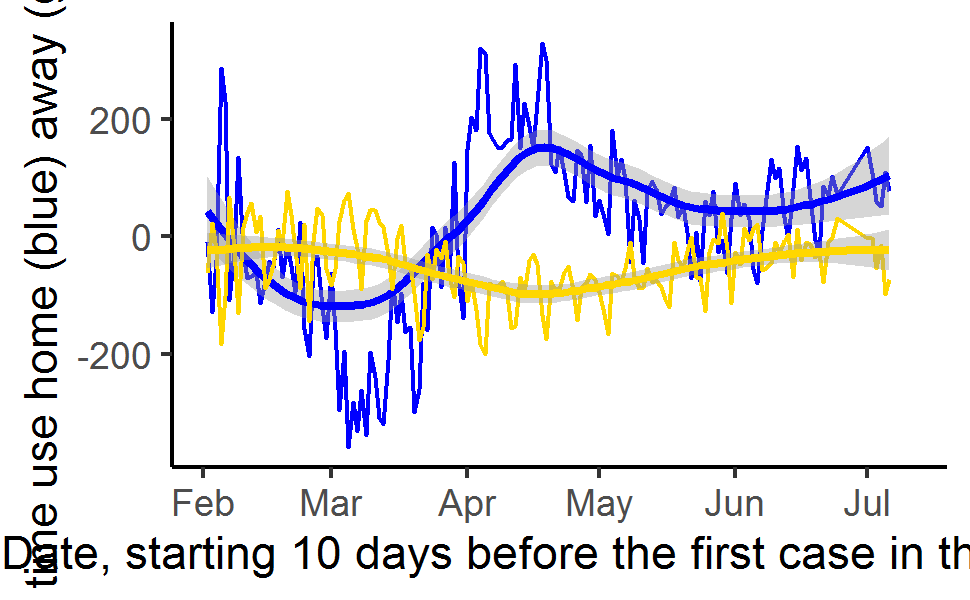 time use home (blue) away (
200
0
-200
Feb Mar Apr May Jun Jul
Date, starting 10 days before the first case in th